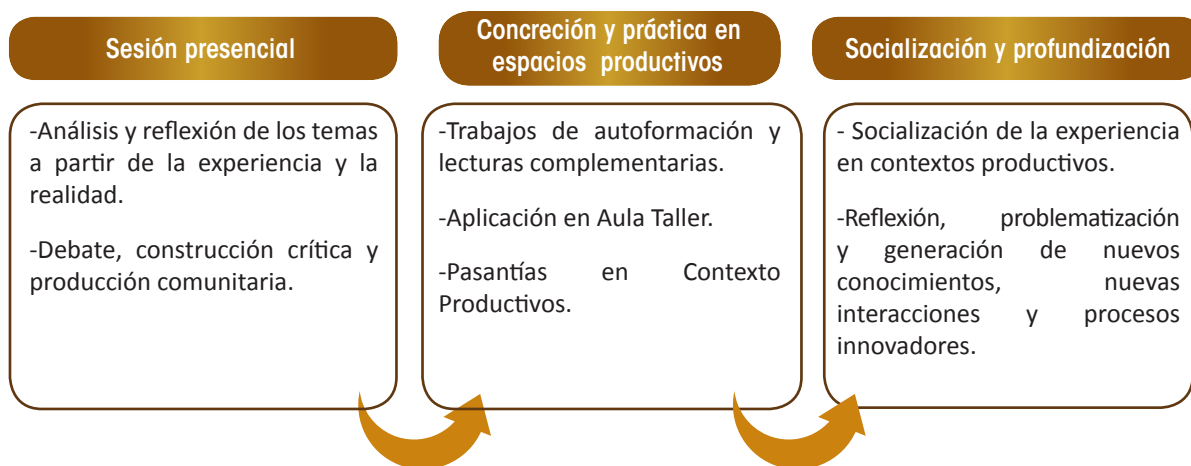 Sesión presencial
-Análisis y reflexión de los temas
a partir de la experiencia y la
realidad.
-Debate, construcción crítica y
producción comunitaria.
Concreción y práctica en
espacios productivos
-Trabajos de autoformación y
lecturas complementarias.
-Aplicación en Aula Taller.
-Pasantías en Contexto
Productivos.
Socialización y profundización
- Socialización de la experiencia
en contextos productivos.
-Reflexión, problematización
y generación de nuevos
conocimientos, nuevas
interacciones y procesos
innovadores.